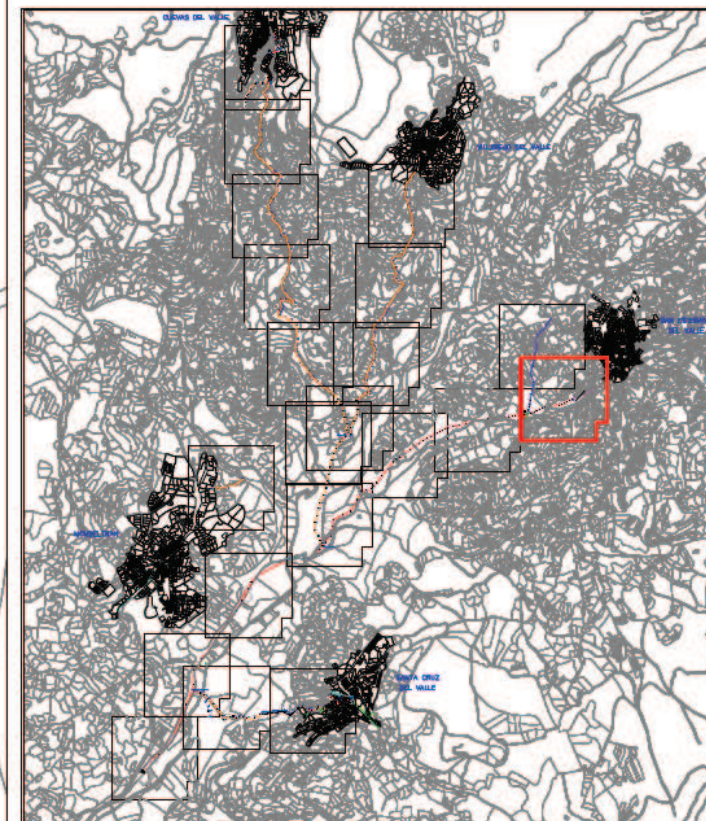 CUEVAS DEL VALLE
VILLAREJO DEL VALLE
SAN ESTEBAN
DEL VALLE
MOMBELTRAN
SANTA CRUZ
DEL VALLE